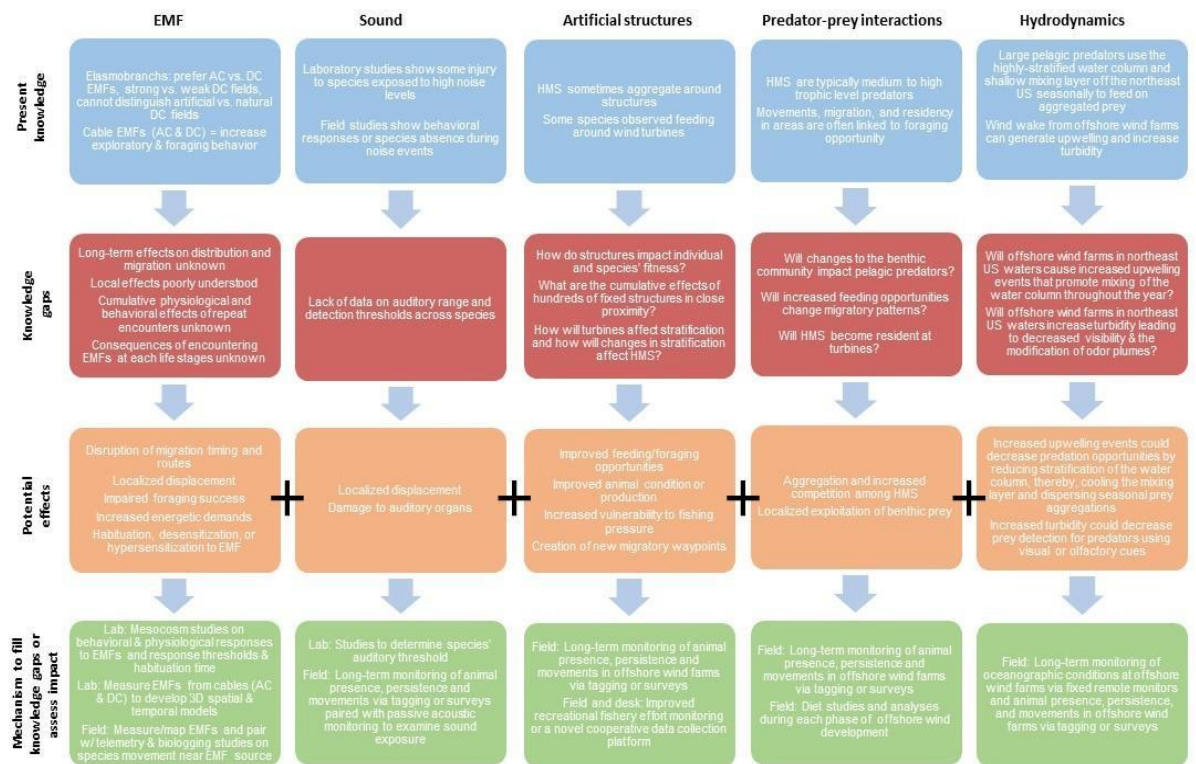 EMF
Sound
Artificial structures
Predator-prey interactions
Hydrodynamics
Present
knowledge
Elasmobranchs: prefer AC vs. DC
EMFs, strong vs. weak DC fields,
cannot distinguish artificial vs. natural
DC fields
Cable EMFs (AC & DC) = increase
exploratory & foraging behavior
Laboratory studies show some injury
to species exposed to high noise
levels
Field studies show behavioral
responses or species absence during
noise events
HMS sometimes aggregate around
structures
Some species observed feeding
around wind turbines
HMS are typically medium to high
trophic level predators
Movements, migration, and residency
in areas are often linked to foraging
opportunity
Large pelagic predators use the
highly-stratified water column and
shallow mixing layer off the northeast
US seasonally to feed on
aggregated prey
Wind wake from offshore wind farms
can generate upwelling and increase
turbidity
Knowledge
gaps
Long-term effects on distribution and
migration unknown
Local effects poorly understood
Cumulative physiological and
behavioral effects of repeat
encounters unknown
Consequences of encountering
EMFs at each life stages unknown
Lack of data on auditory range and
detection thresholds across species
How do structures impact individual
and species' fitness?
What are the cumulative effects of
hundreds of fixed structures in close
proximity?
How will turbines affect stratification
and how will changes in stratification
affect HMS?
Will changes to the benthic
community impact pelagic predators?
Will increased feeding opportunities
change migratory patterns?
Will HMS become resident at
turbines?
Will offshore wind farms in northeast
US waters cause increased upwelling
events that promote mixing of the
water column throughout the year?
Will offshore wind farms in northeast
US waters increase turbidity leading
to decreased visibility & the
modification of odor plumes?
Potential
effects
Disruption of migration timing and
routes
Localized displacement
Impaired foraging success
Increased energetic demands
Habituation, desensitization, or
hypersensitization to EMF
+
Localized displacement
Damage to auditory organs
+
Improved feeding/foraging
opportunities
Improved animal condition or
production
Increased vulnerability to fishing
pressure
Creation of new migratory waypoints
+
Aggregation and increased
competition among HMS
Localized exploitation of benthic prey
+
Increased upwelling events could
decrease predation opportunities by
reducing stratification of the water
column, thereby, cooling the mixing
layer and dispersing seasonal prey
aggregations
Increased turbidity could decrease
prey detection for predators using
visual or olfactory cues
Mechanism to fill
knowledge gaps or
assess impact
Lab: Mesocosm studies on
behavioral & physiological responses
to EMFs and response thresholds &
habituation time
Lab: Measure EMFs from cables (AC
& DC) to develop 3D spatial &
temporal models
Field: Measure/map EMFs and pair
w/ telemetry & biologging studies on
species movement near EMF source
Lab: Studies to determine species'
auditory threshold
Field: Long-term monitoring of animal
presence, persistence and
movements via tagging or surveys
paired with passive acoustic
monitoring to examine sound
exposure
Field: Long-term monitoring of animal
presence, persistence and
movements in offshore wind farms
via tagging or surveys
Field and desk: Improved
recreational fishery effort monitoring
or a novel cooperative data collection
platform
Field: Long-term monitoring of animal
presence, persistence and
movements in offshore wind farms
via tagging or surveys
Field: Diet studies and analyses
during each phase of offshore wind
development
Field: Long-term monitoring of
oceanographic conditions at offshore
wind farms via fixed remote monitors
and animal presence, persistence,
and movements in offshore wind
farms via tagging or surveys